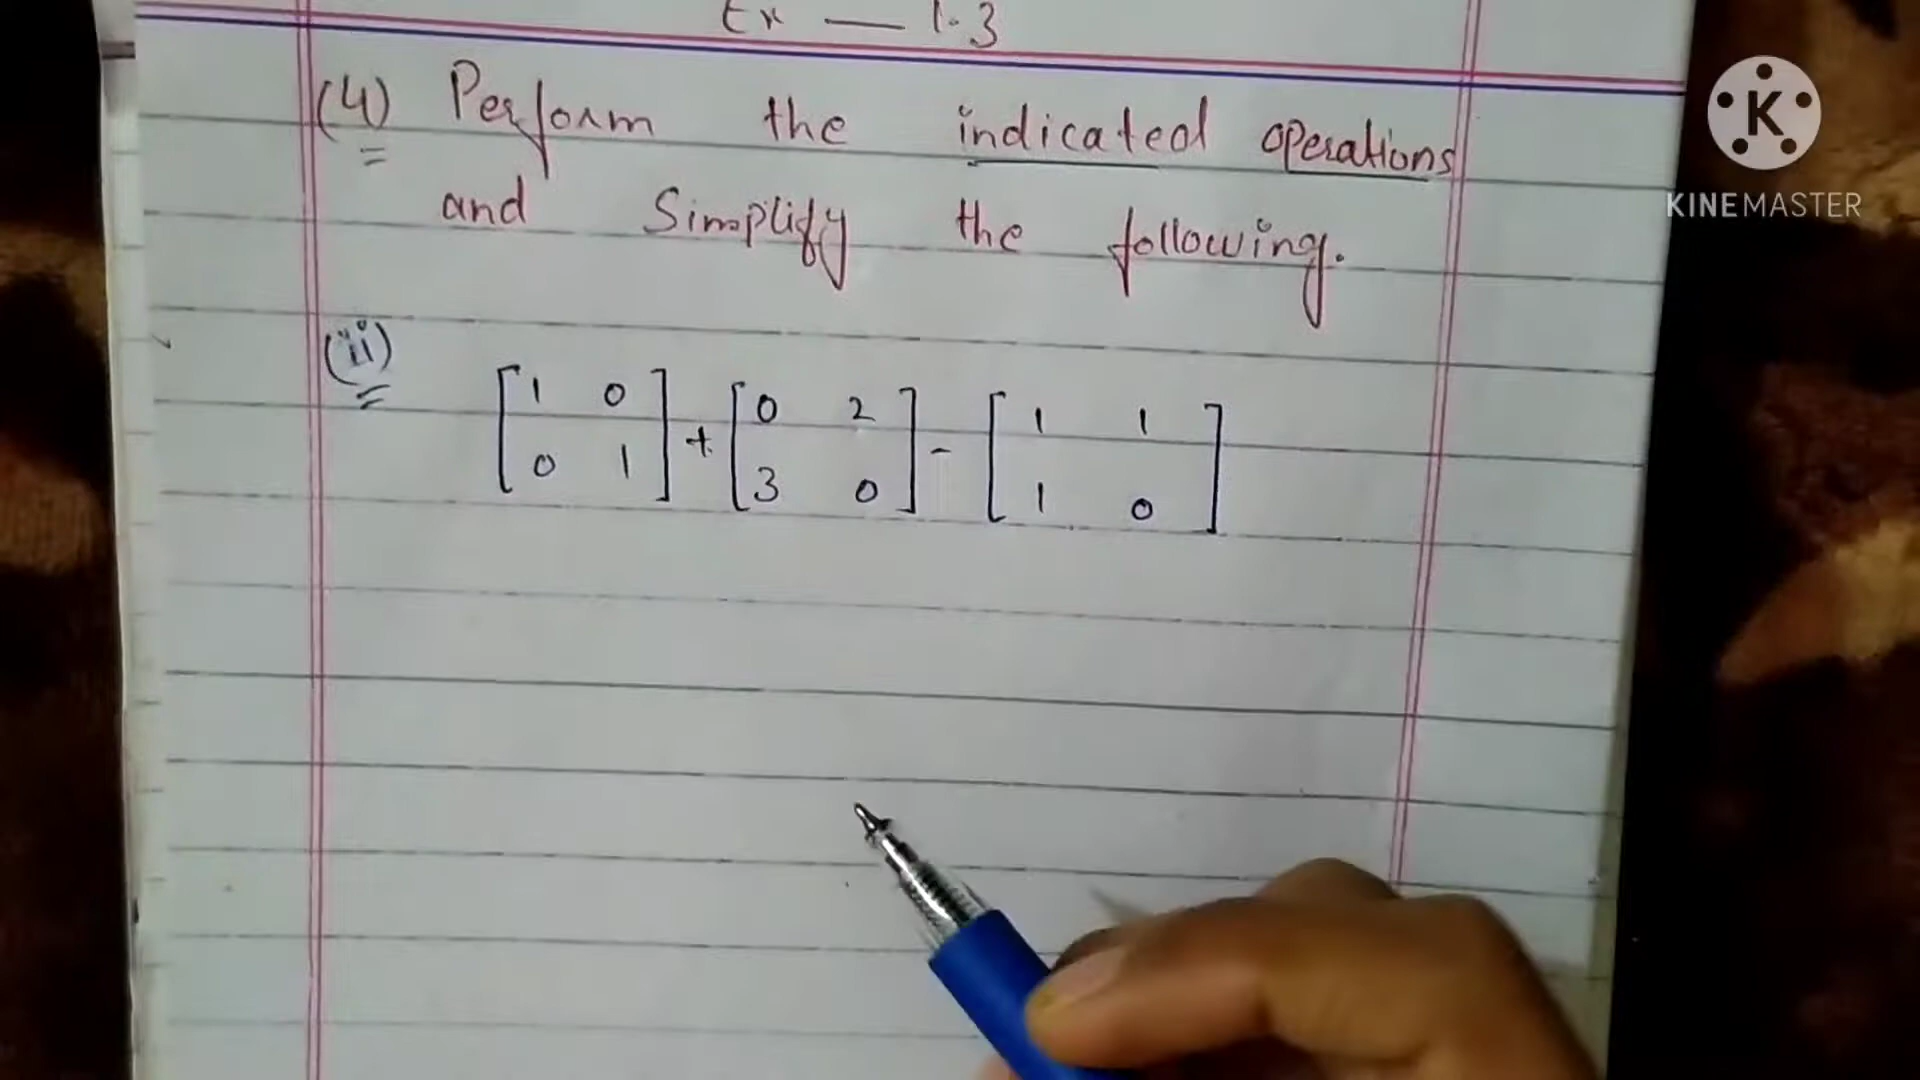 Ex — 1.3
(4) Perform the indicated operations
and Simplify the following.
(ii)
[1 0
0 1] + [0 2
3 0] - [1 1
1 0]
K
KINEMASTER